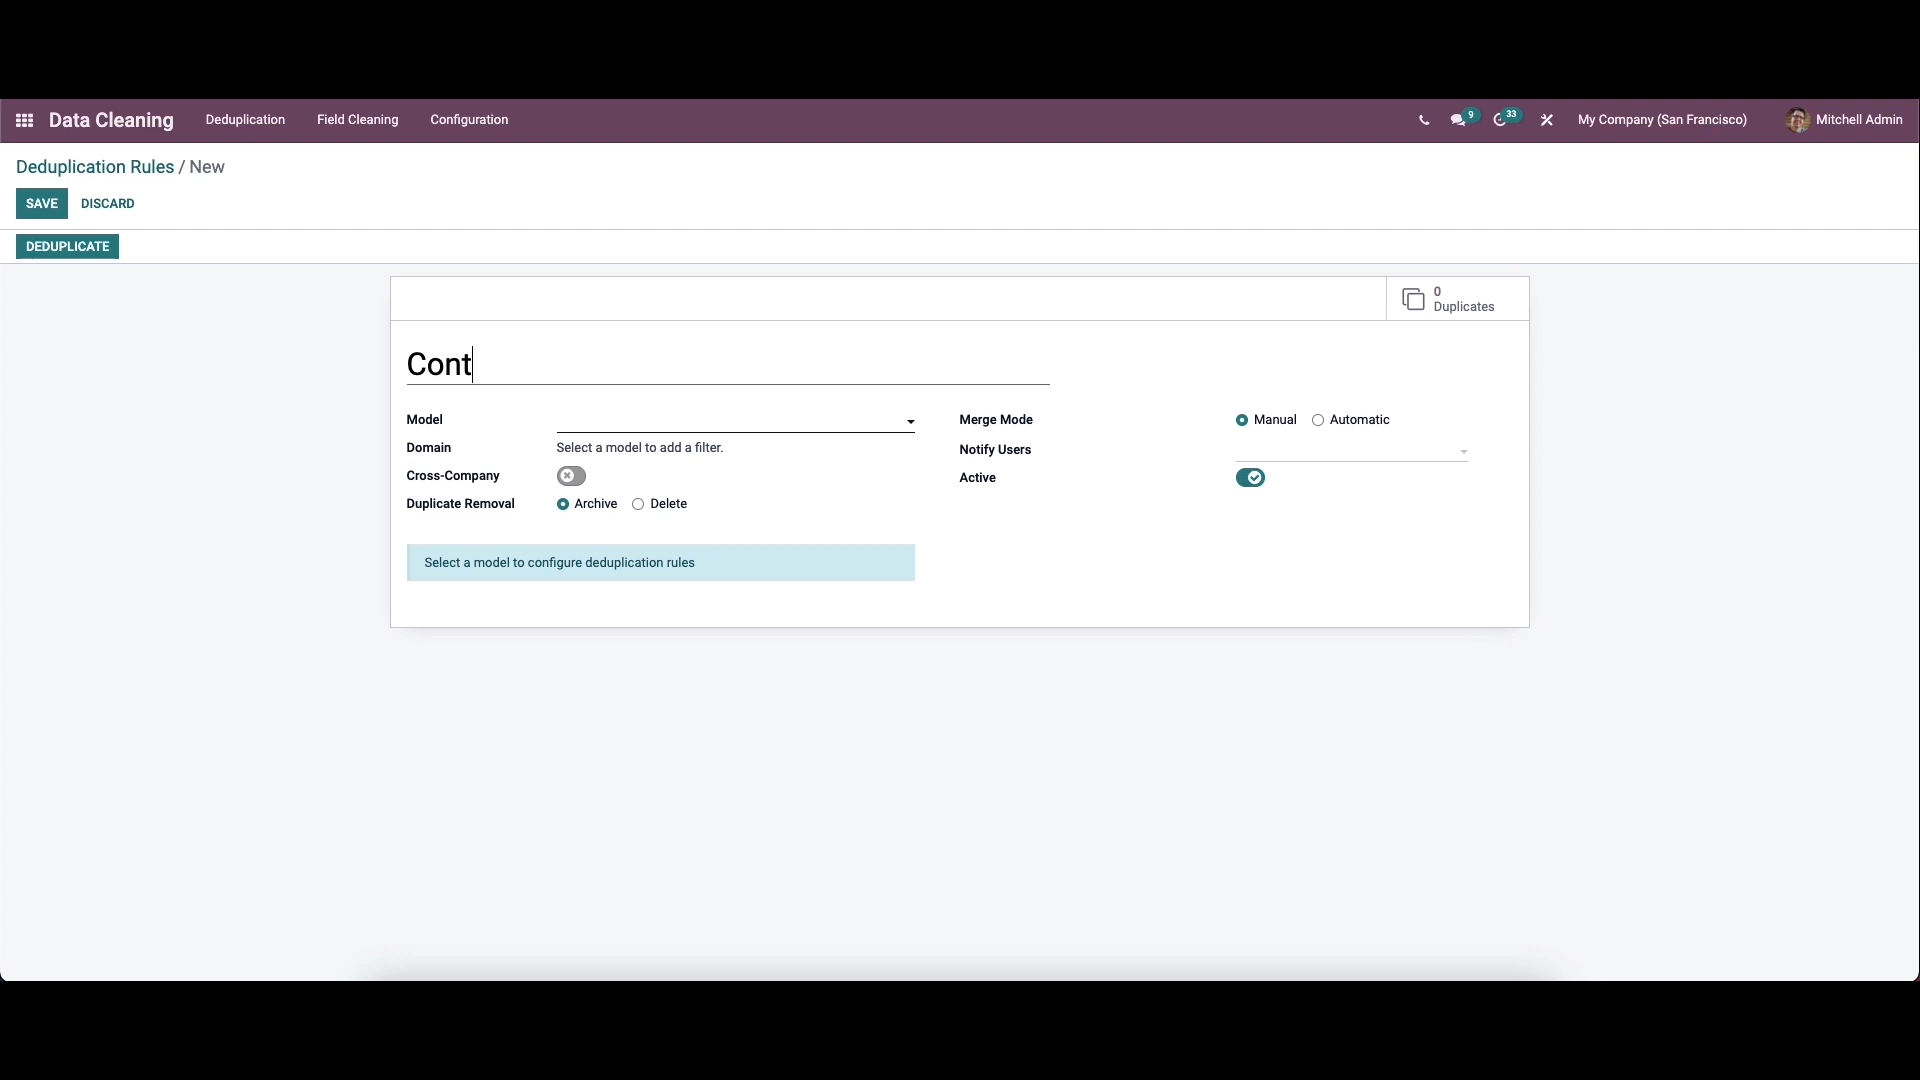 Data Cleaning Deduplication Field Cleaning Configuration 9 33 My Company (San Francisco) Mitchell Admin
Deduplication Rules / New
SAVE DISCARD
DEDUPLICATE
0
Duplicates
Cont
Model
Domain Select a model to add a filter.
Cross-Company
Duplicate Removal Archive Delete
Merge Mode Manual Automatic
Notify Users
Active
Select a model to configure deduplication rules